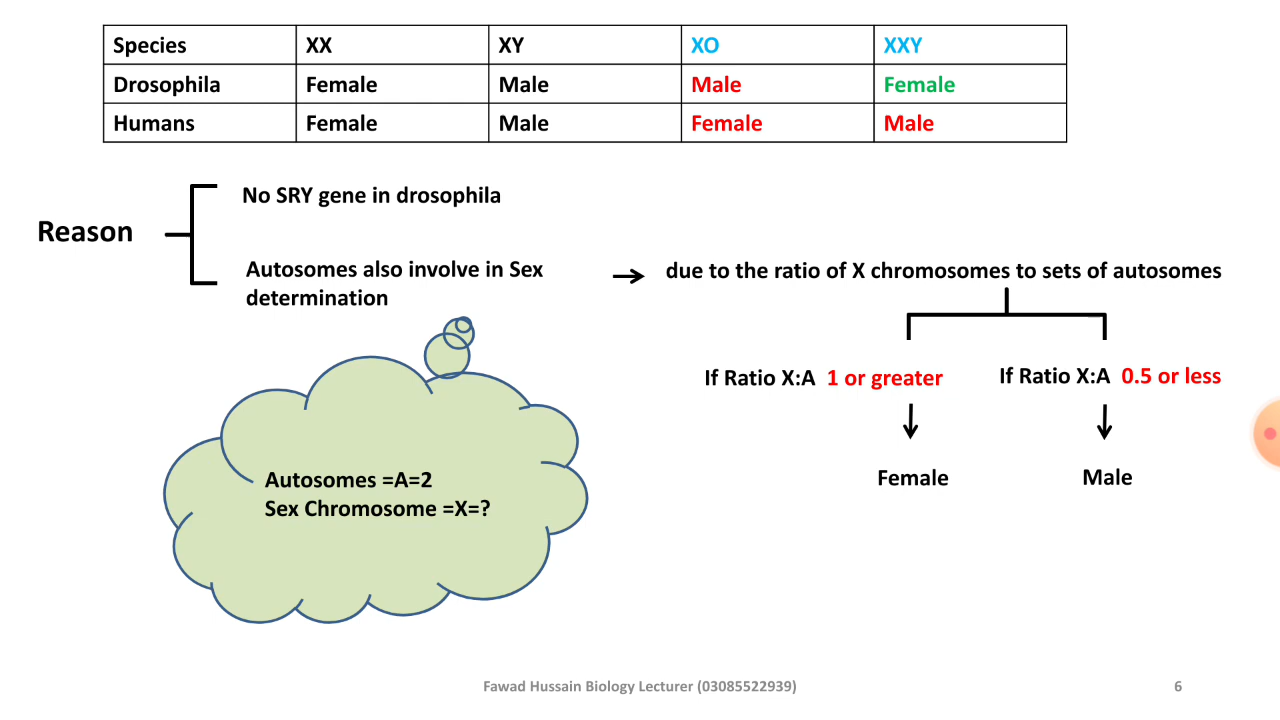 Species XX XY XO XXY
Drosophila Female Male Male Female
Humans Female Male Female Male
Reason
No SRY gene in drosophila
Autosomes also involve in Sex
determination
due to the ratio of X chromosomes to sets of autosomes
If Ratio X:A 1 or greater
If Ratio X:A 0.5 or less
Female
Male
Autosomes =A=2
Sex Chromosome =X=?
Fawad Hussain Biology Lecturer (03085522939)
6